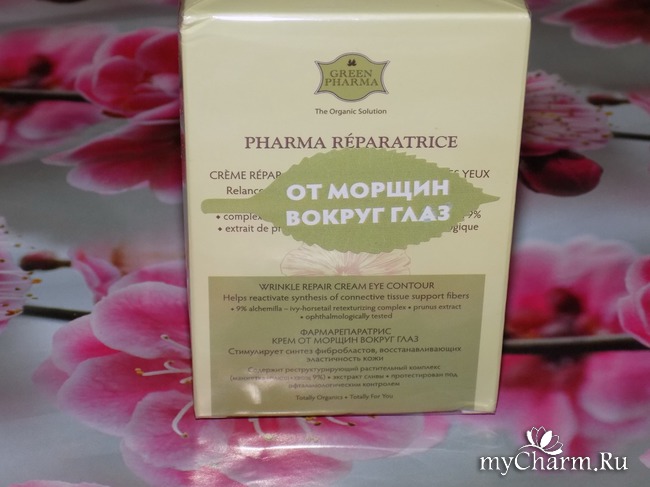 GREEN
PHARMA
The Organic Solution
PHARMA RÉPARATRICE
CRÈME RÉPAR YEUX
Relance
ОТ МОРЩИН
ВОКРУГ ГЛАЗ
• complex 9%
• extrait de pr gique
WRINKLE REPAIR CREAM EYE CONTOUR
Helps reactivate synthesis of connective tissue support fibers
• 9% alchemilla – ivy-horsetail retexturizing complex • prunus extract
• ophthalmologically tested
ФАРМАРЕПАРАТРИС
КРЕМ ОТ МОРЩИН ВОКРУГ ГЛАЗ
Стимулирует синтез фибробластов, восстанавливающих
эластичность кожи
Содержит реструктурирующий растительный комплекс
9%) • экстракт сливы • протестирован под
офтальмологическим контролем
Totally Organics • Totally For You
myCharm.Ru